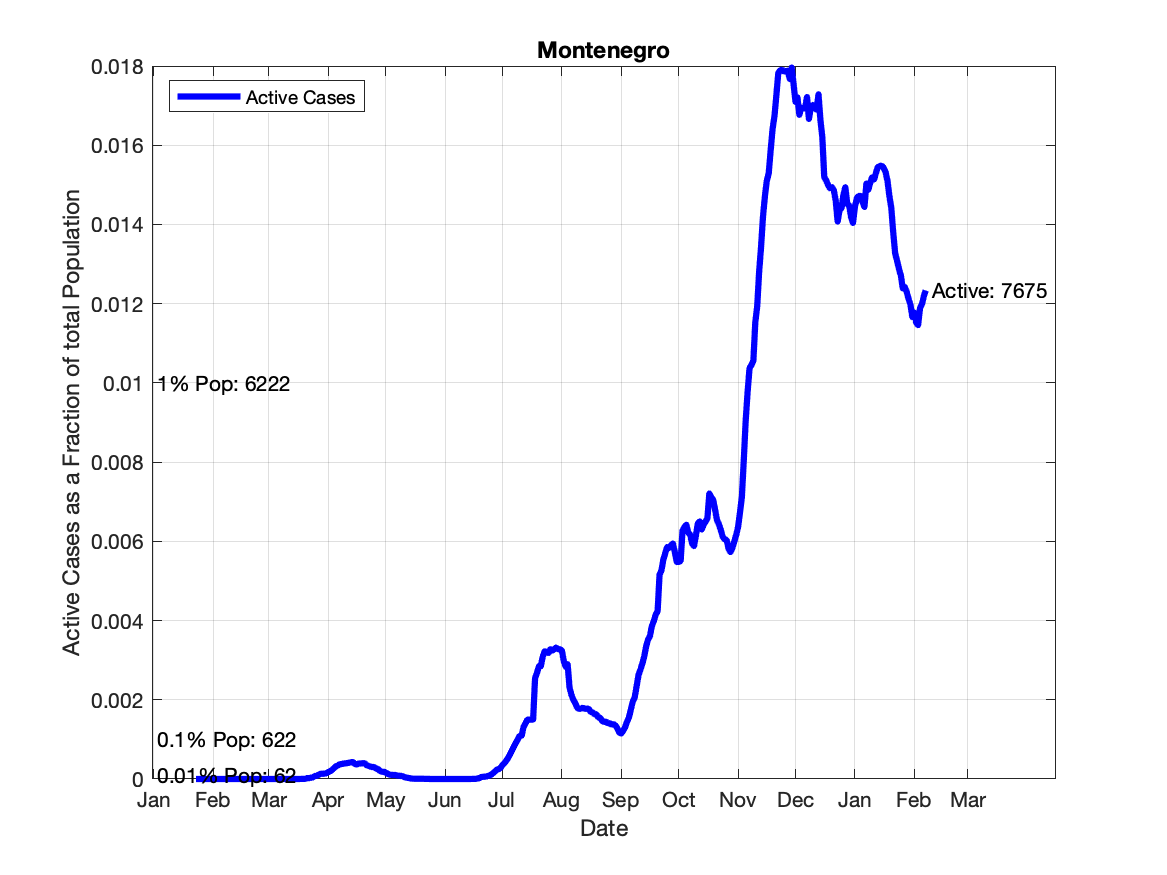 Montenegro
Active Cases
0.018
0.016
0.014
0.012
0.01
0.008
0.006
0.004
0.002
0
Active Cases as a Fraction of total Population
Active: 7675
1% Pop: 6222
0.1% Pop: 622
0.01% Pop: 62
Jan Feb Mar Apr May Jun Jul Aug Sep Oct Nov Dec Jan Feb Mar
Date